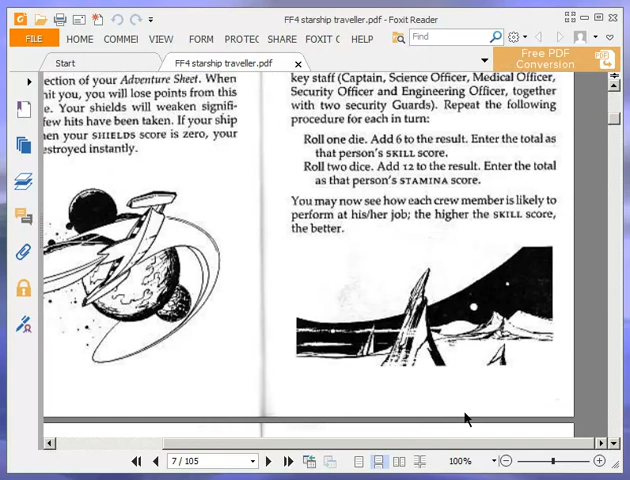 FF4 starship traveller.pdf - Foxit Reader
FILE HOME COMMEI VIEW FORM PROTEC SHARE FOXIT C Find
Free PDF
Conversion
Start FF4 starship traveller.pdf
ection of your Adventure Sheet. When
nit you, you will lose points from this
e. Your shields will weaken signifi-
few hits have been taken. If your ship
en your SHIELDS score is zero, your
estroyed instantly.
key staff (Captain, Science Officer, Medical Officer,
Security Officer and Engineering Officer, together
with two security Guards). Repeat the following
procedure for each in turn:
Roll one die. Add 6 to the result. Enter the total as
that person's SKILL score.
Roll two dice. Add 12 to the result. Enter the total
as that person's STAMINA score.
You may now see how each crew member is likely to
perform at his/her job; the higher the SKILL score,
the better.
7 / 105 100%